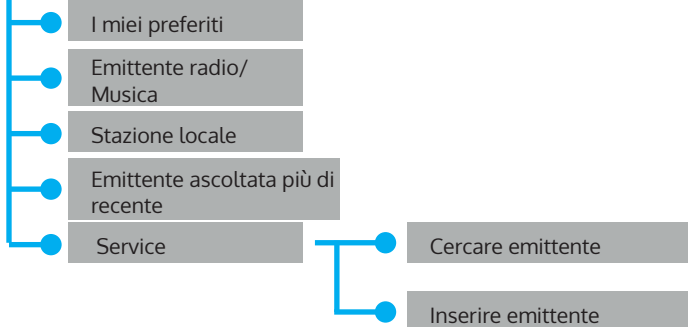 I miei preferiti
Emittente radio/
Musica
Stazione locale
Emittente ascoltata più di
recente
Service
Cercare emittente
Inserire emittente